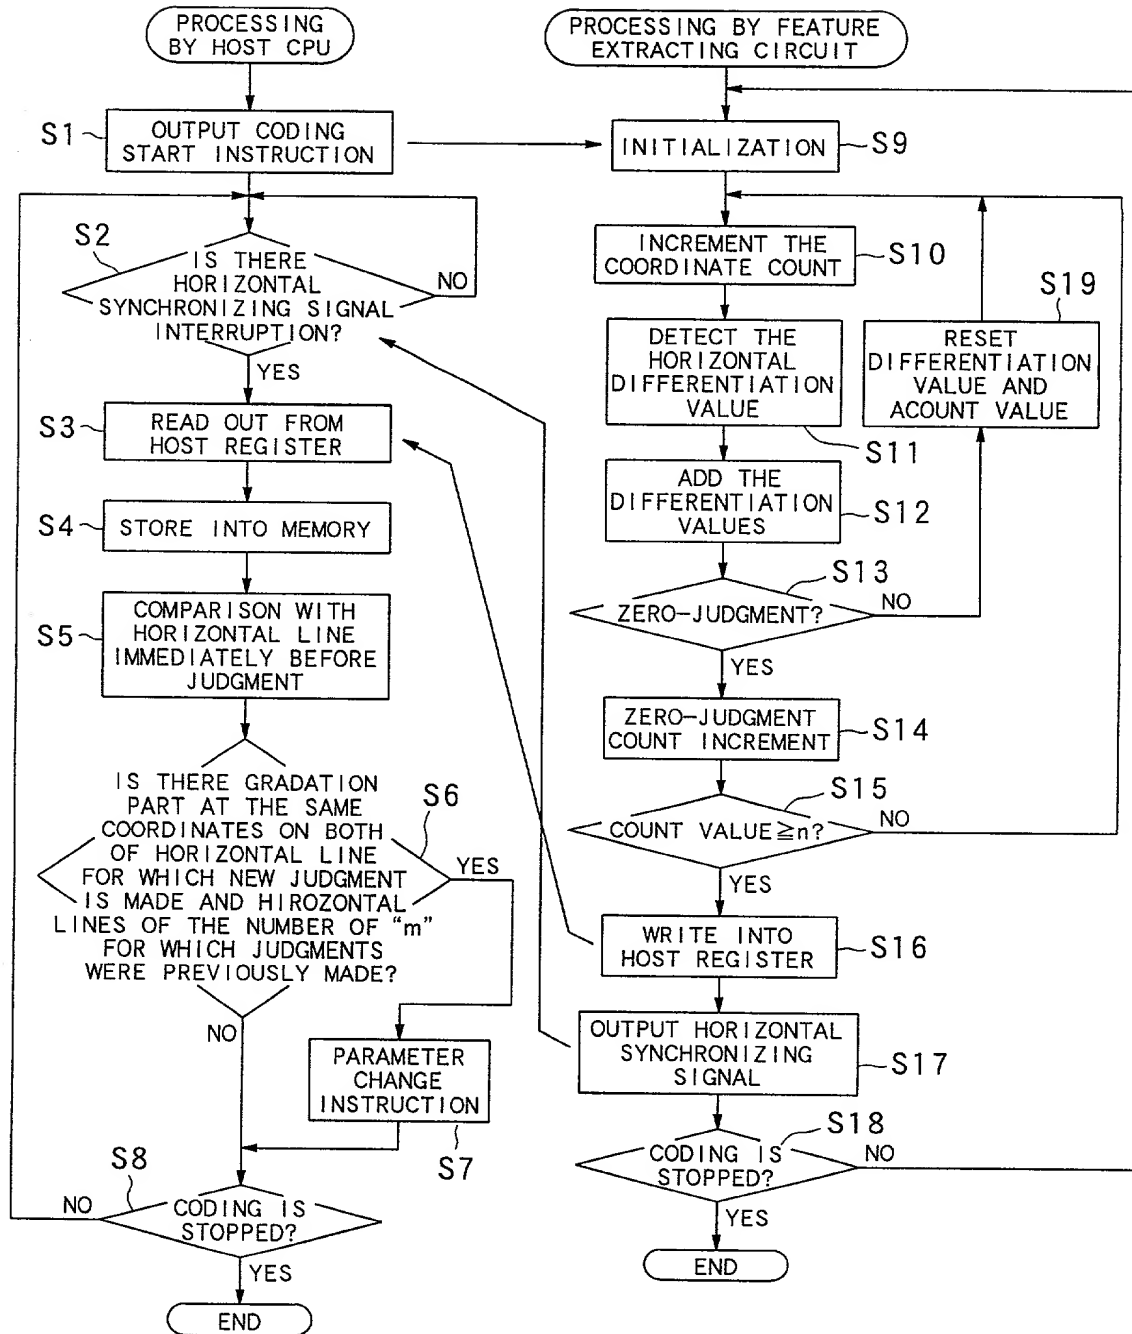 PROCESSING
BY HOST CPU
S1
OUTPUT CODING
START INSTRUCTION
S2
IS THERE
HORIZONTAL
SYNCHRONIZING SIGNAL
INTERRUPTION?
NO
YES
S3
READ OUT FROM
HOST REGISTER
S4
STORE INTO MEMORY
S5
COMPARISON WITH
HORIZONTAL LINE
IMMEDIATELY BEFORE
JUDGMENT
S6
IS THERE GRADATION
PART AT THE SAME
COORDINATES ON BOTH
OF HORIZONTAL LINE
FOR WHICH NEW JUDGMENT
IS MADE AND HIROZONTAL
LINES OF THE NUMBER OF “m”
FOR WHICH JUDGMENTS
WERE PREVIOUSLY MADE?
YES
NO
PARAMETER
CHANGE
INSTRUCTION
S7
S8
CODING IS
STOPPED?
NO
YES
END
PROCESSING BY FEATURE
EXTRACTING CIRCUIT
INITIALIZATION
S9
INCREMENT THE
COORDINATE COUNT
S10
DETECT THE
HORIZONTAL
DIFFERENTIATION
VALUE
S11
S19
RESET
DIFFERENTIATION
VALUE AND
ACOUNT VALUE
ADD THE
DIFFERENTIATION
VALUES
S12
S13
ZERO-JUDGMENT?
NO
YES
ZERO-JUDGMENT
COUNT INCREMENT
S14
S15
COUNT VALUE≧n?
NO
YES
WRITE INTO
HOST REGISTER
S16
OUTPUT HORIZONTAL
SYNCHRONIZING
SIGNAL
S17
S18
CODING IS
STOPPED?
NO
YES
END